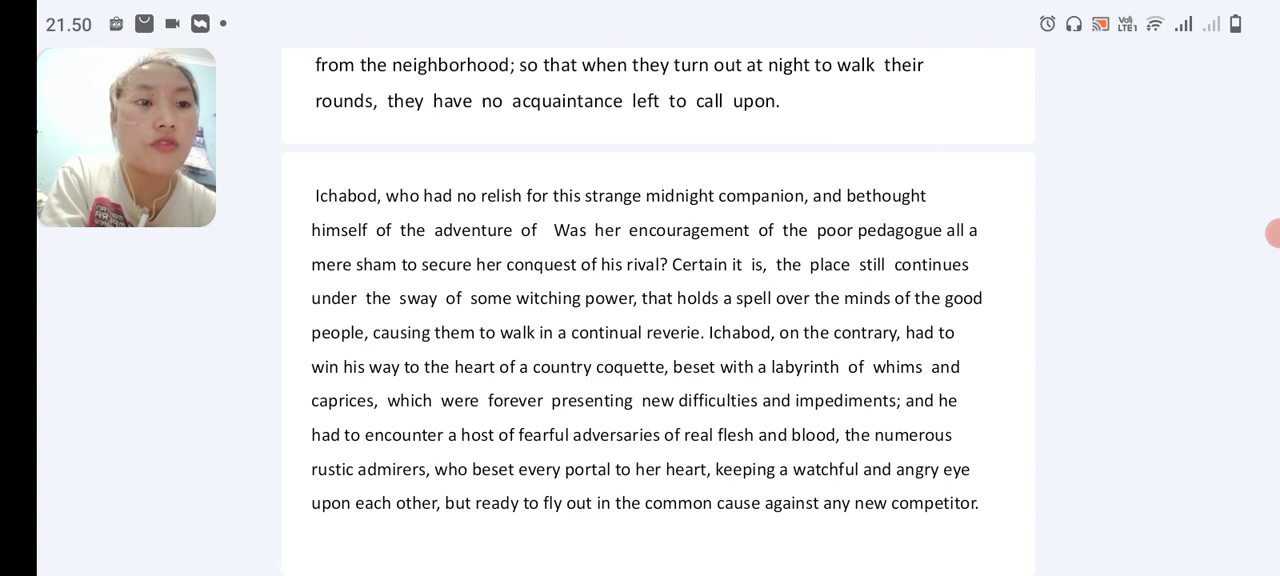 21.50
VoLTE1
from the neighborhood; so that when they turn out at night to walk their
rounds, they have no acquaintance left to call upon.
Ichabod, who had no relish for this strange midnight companion, and bethought
himself of the adventure of Was her encouragement of the poor pedagogue all a
mere sham to secure her conquest of his rival? Certain it is, the place still continues
under the sway of some witching power, that holds a spell over the minds of the good
people, causing them to walk in a continual reverie. Ichabod, on the contrary, had to
win his way to the heart of a country coquette, beset with a labyrinth of whims and
caprices, which were forever presenting new difficulties and impediments; and he
had to encounter a host of fearful adversaries of real flesh and blood, the numerous
rustic admirers, who beset every portal to her heart, keeping a watchful and angry eye
upon each other, but ready to fly out in the common cause against any new competitor.